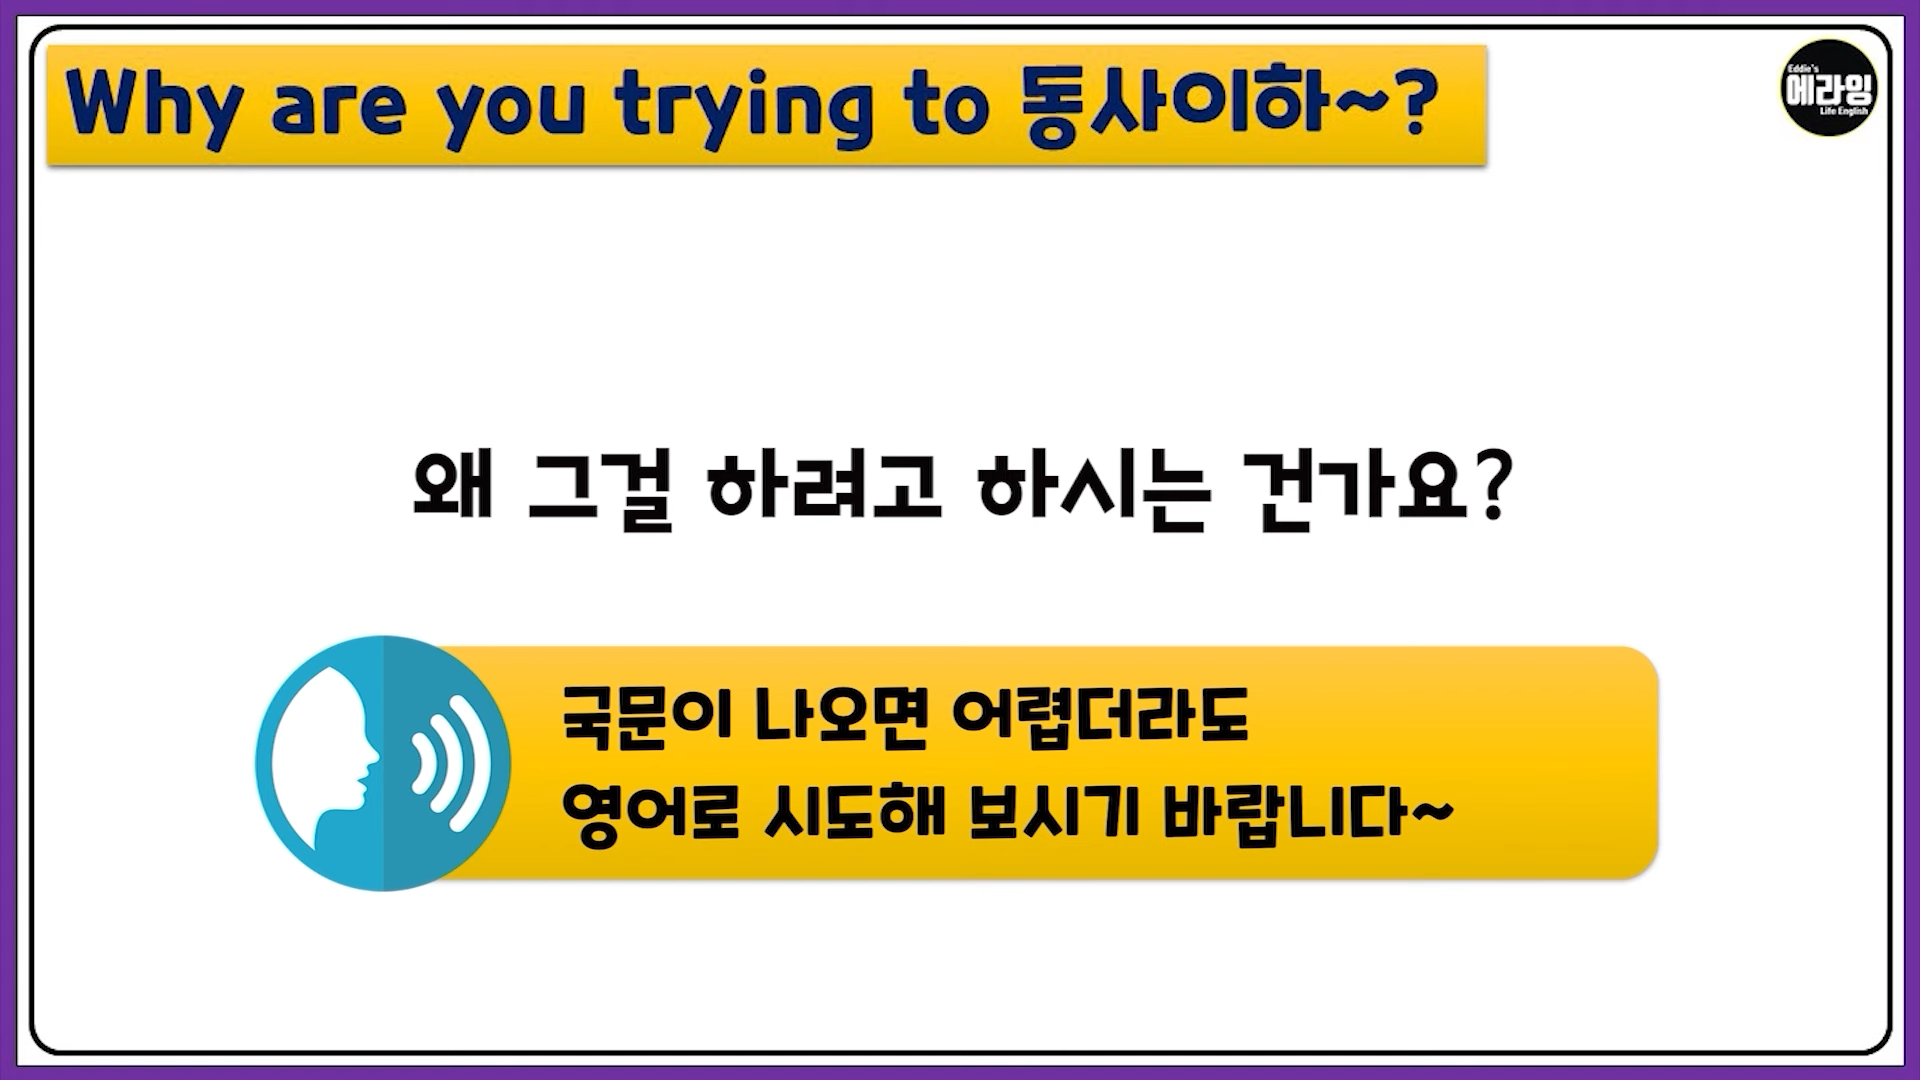 Why are you trying to 동사이하~?
Eddie's
에라잉
Life English
왜 그걸 하려고 하시는 건가요?
국문이 나오면 어렵더라도
영어로 시도해 보시기 바랍니다~